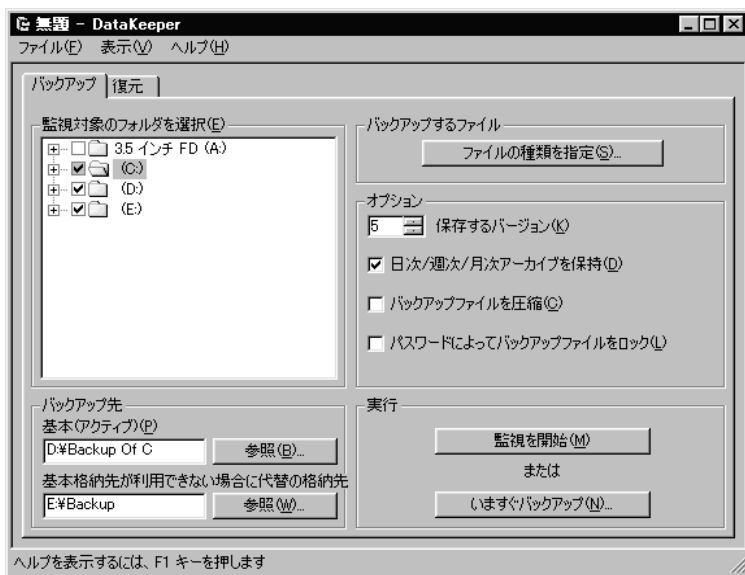 無題 - DataKeeper
ファイル(F) 表示(V) ヘルプ(H)
バックアップ 復元
監視対象のフォルダを選択(E)
3.5 インチ FD (A:)
(C:)
(D:)
(E:)
バックアップ先
基本(アクティブ)(P)
D:¥Backup Of C
参照(B)...
基本格納先が利用できない場合に代替の格納先
E:¥Backup
参照(W)...
バックアップするファイル
ファイルの種類を指定(S)...
オプション
5 保存するバージョン(K)
日次/週次/月次アーカイブを保持(D)
バックアップファイルを圧縮(C)
パスワードによってバックアップファイルをロック(L)
実行
監視を開始(M)
または
いますぐバックアップ(N)...
ヘルプを表示するには、F1 キーを押します